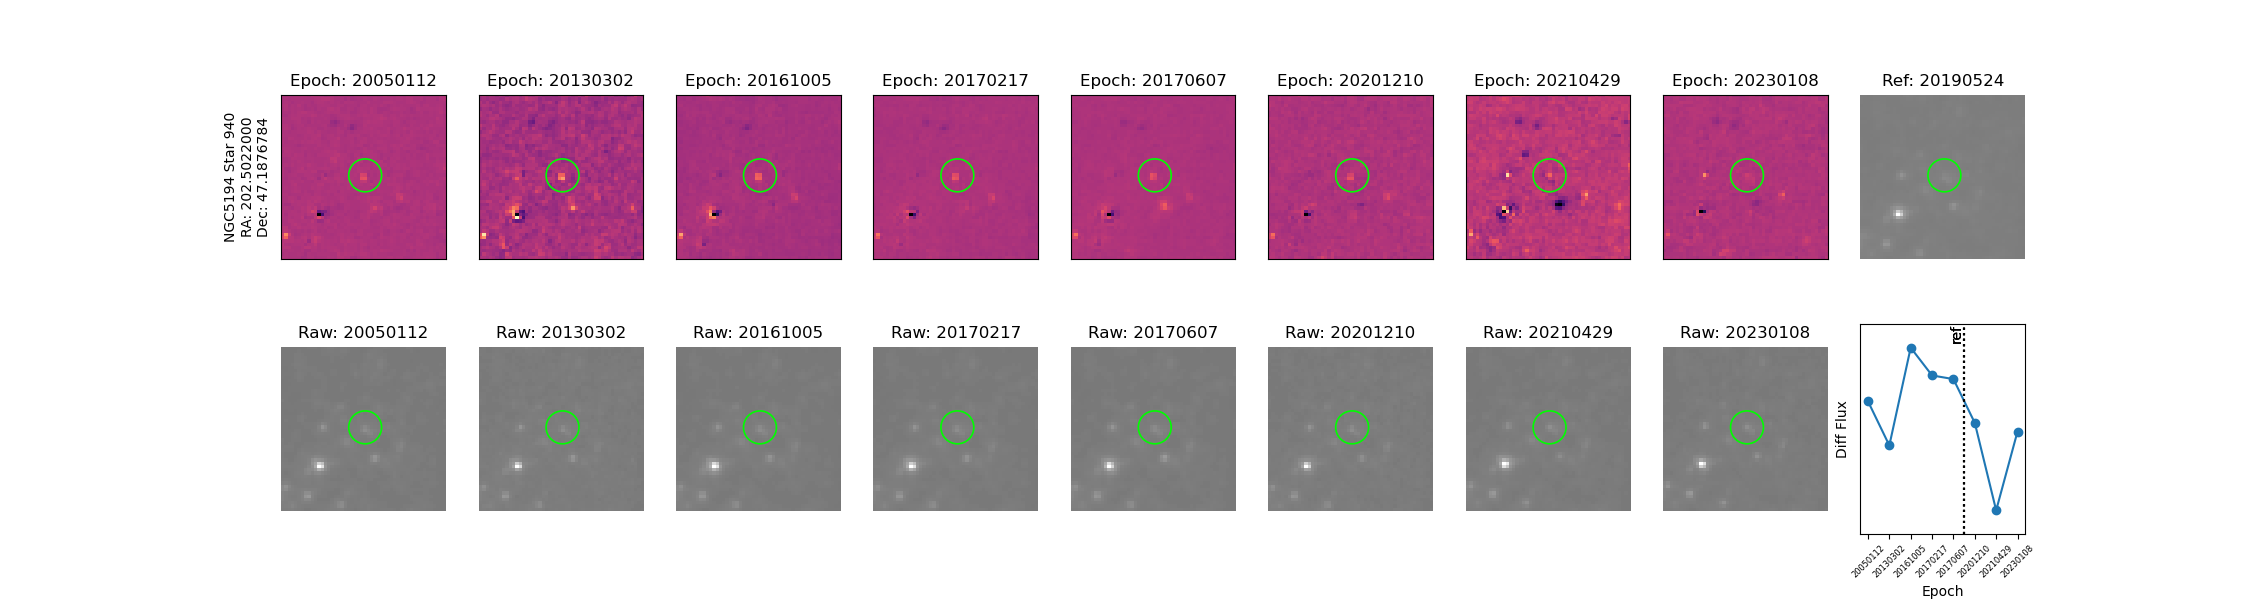 Epoch: 20050112
Epoch: 20130302
Epoch: 20161005
Epoch: 20170217
Epoch: 20170607
Epoch: 20201210
Epoch: 20210429
Epoch: 20230108
Ref: 20190524
NGC5194 Star 940
RA: 202.5022000
Dec: 47.1876784
Raw: 20050112
Raw: 20130302
Raw: 20161005
Raw: 20170217
Raw: 20170607
Raw: 20201210
Raw: 20210429
Raw: 20230108
ref
Diff Flux
20050112
20130302
20161005
20170217
20170607
20201210
20210429
20230108
Epoch